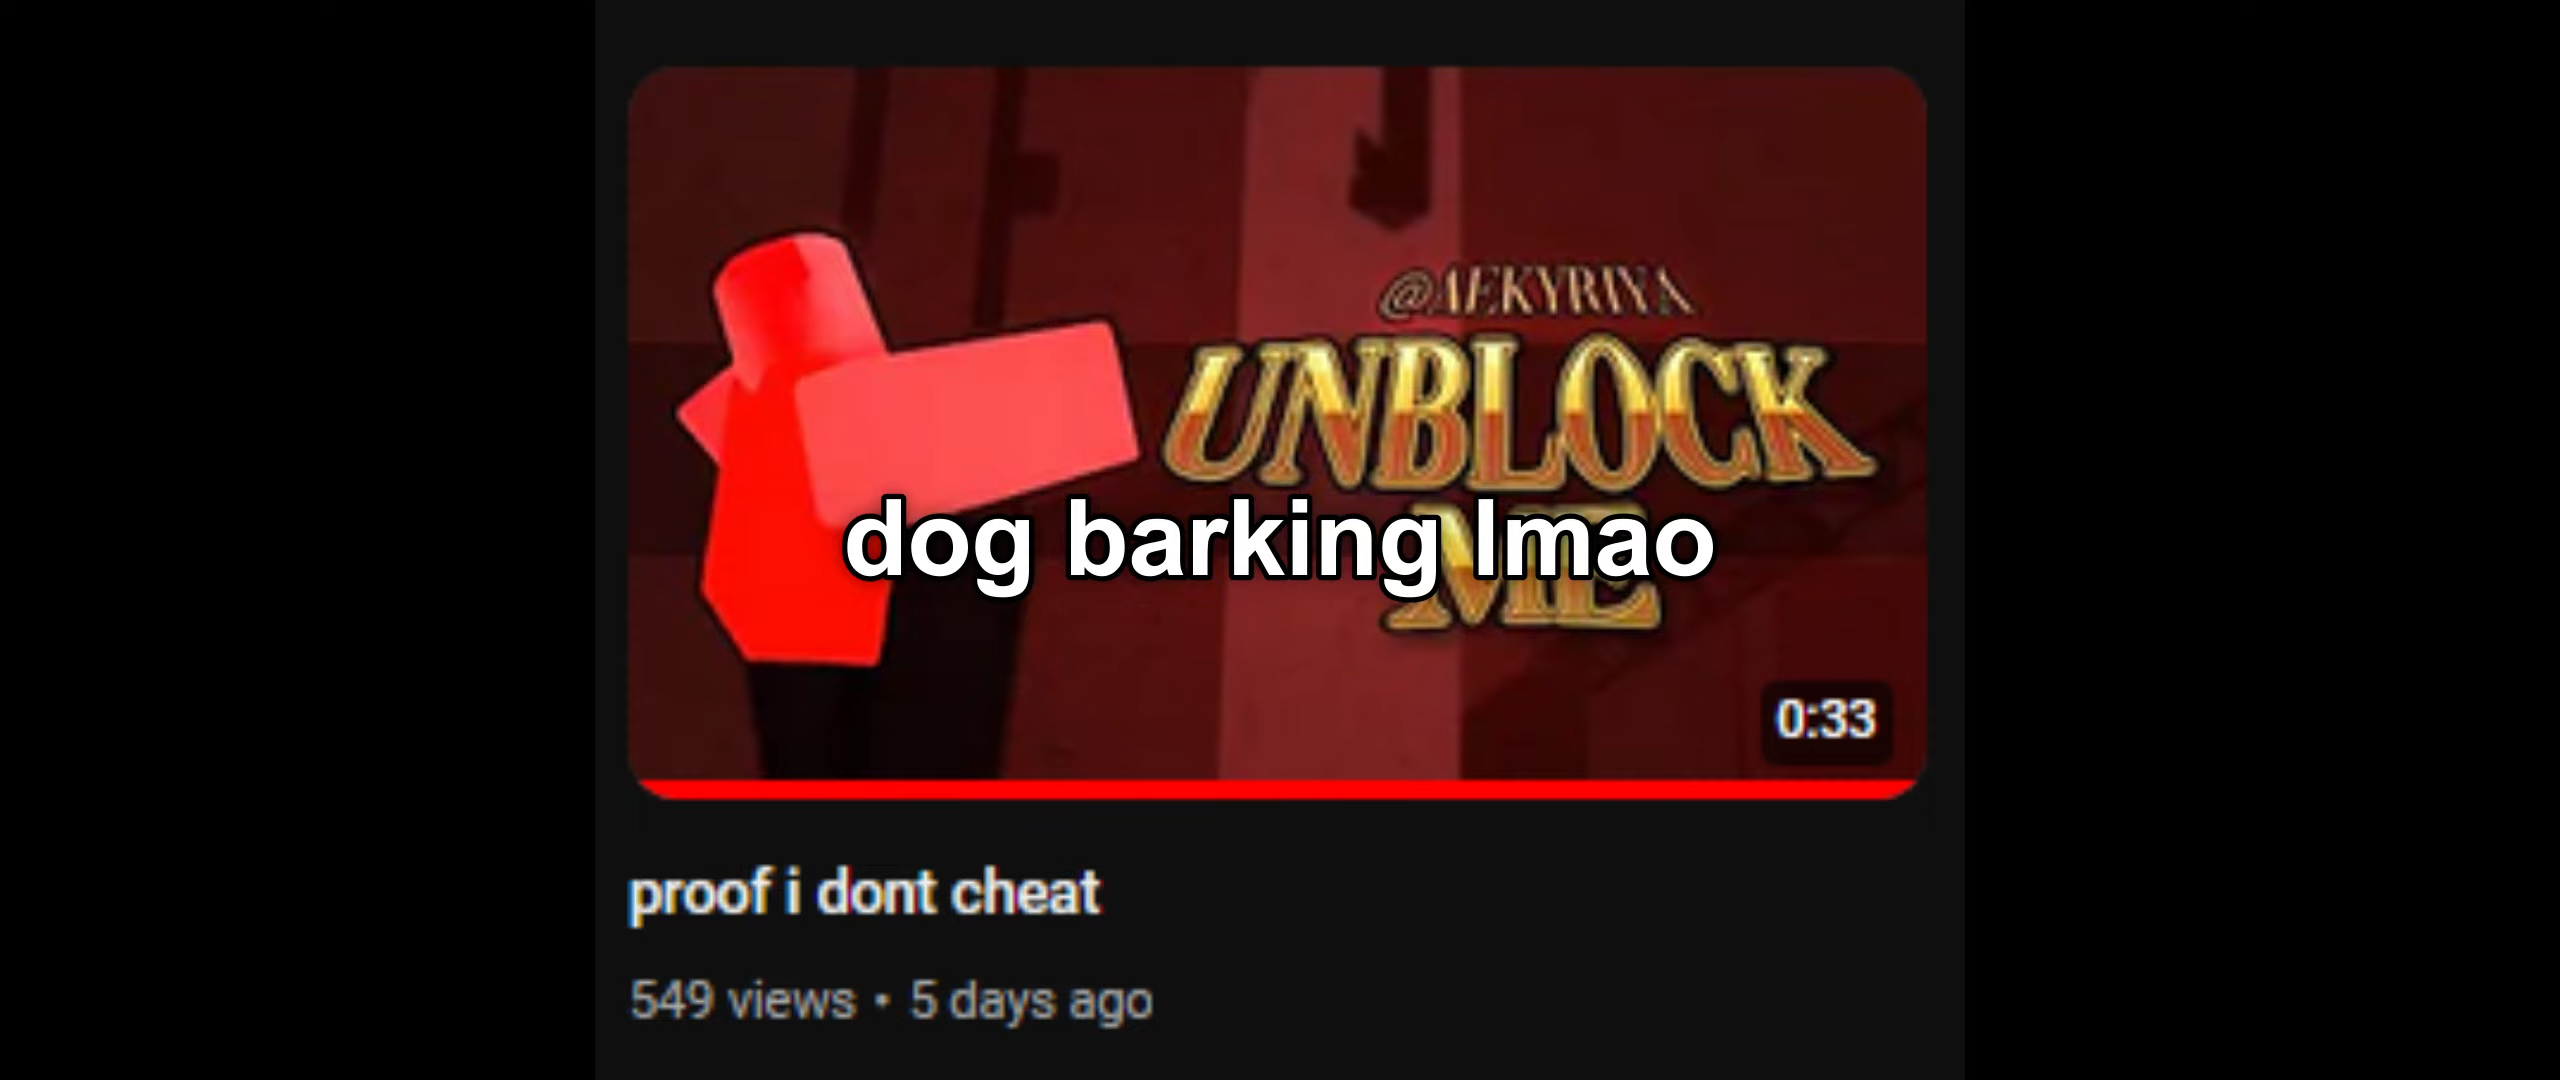 @AEKYRIYA
UNBLOCK
ME
dog barking lmao
0:33
proof i dont cheat
549 views • 5 days ago